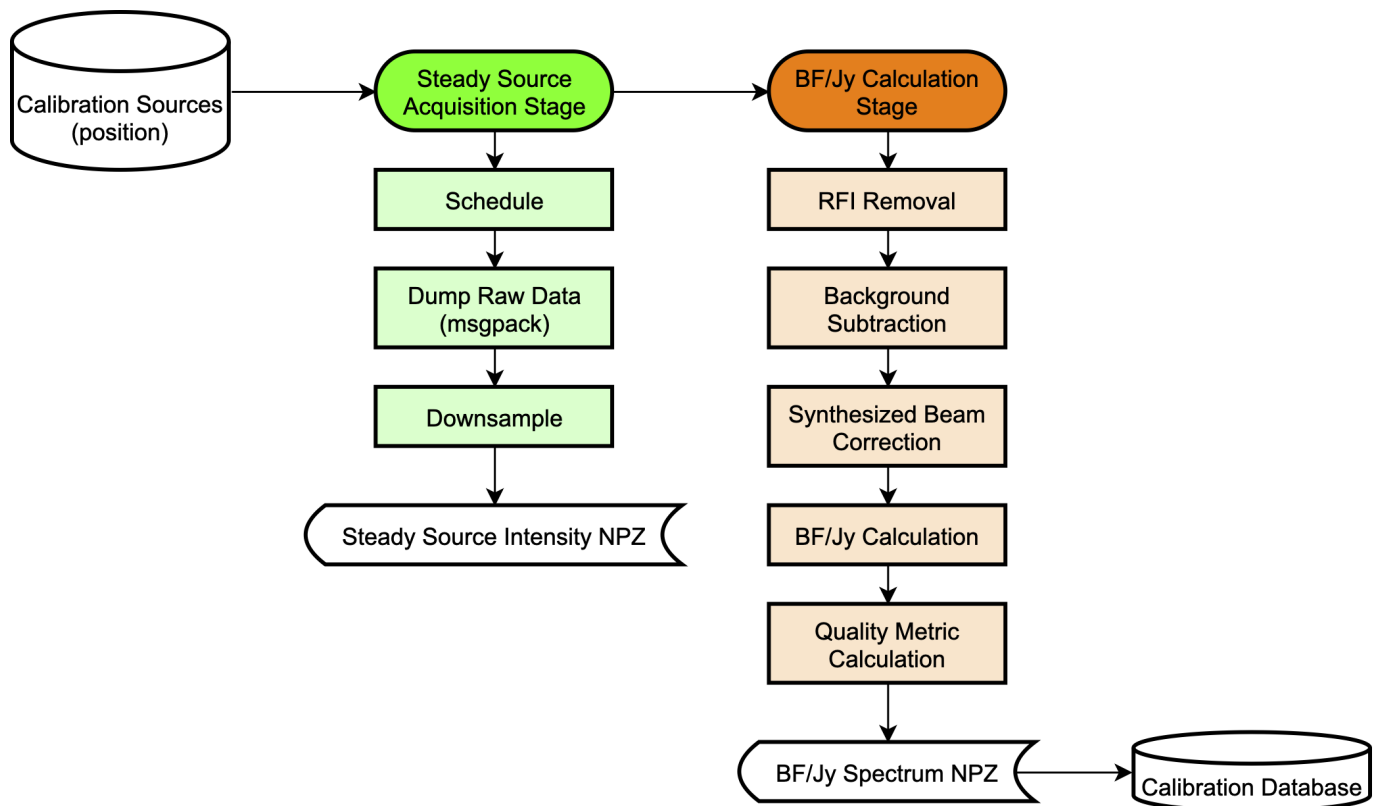 Calibration Sources
(position)
Steady Source
Acquisition Stage
Schedule
Dump Raw Data
(msgpack)
Downsample
Steady Source Intensity NPZ
BF/Jy Calculation
Stage
RFI Removal
Background
Subtraction
Synthesized Beam
Correction
BF/Jy Calculation
Quality Metric
Calculation
BF/Jy Spectrum NPZ
Calibration Database